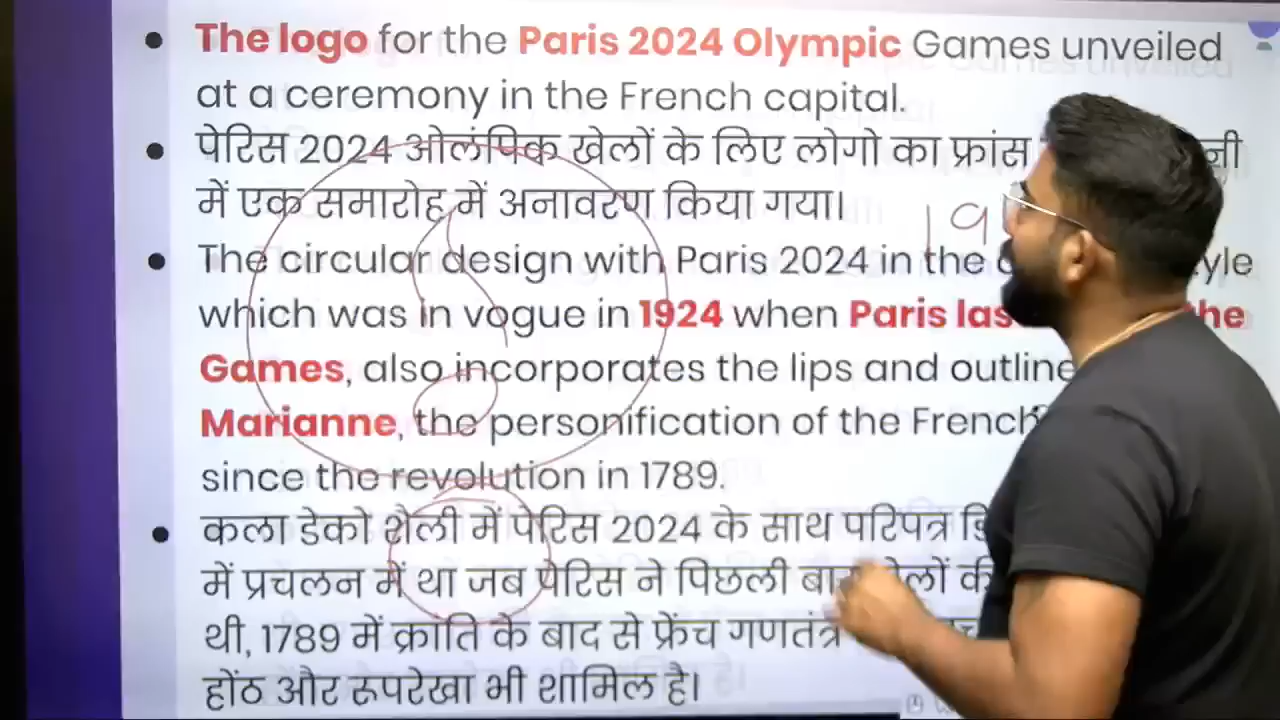 The logo for the Paris 2024 Olympic Games unveiled
at a ceremony in the French capital.
पेरिस 2024 ओलंपिक खेलों के लिए लोगो का फ्रांस
में एक समारोह में अनावरण किया गया।
19
The circular design with Paris 2024 in the
which was in vogue in 1924 when Paris the
Games, also incorporates the lips and outline
Marianne, the personification of the French
since the revolution in 1789.
कला डेको शैली में पेरिस 2024 के साथ परिपत्र
में प्रचलन में था जब पेरिस ने पिछली
थी, 1789 में क्रांति के बाद से फ्रेंच गणतंत्र
होंठ और रूपरेखा भी शामिल है।